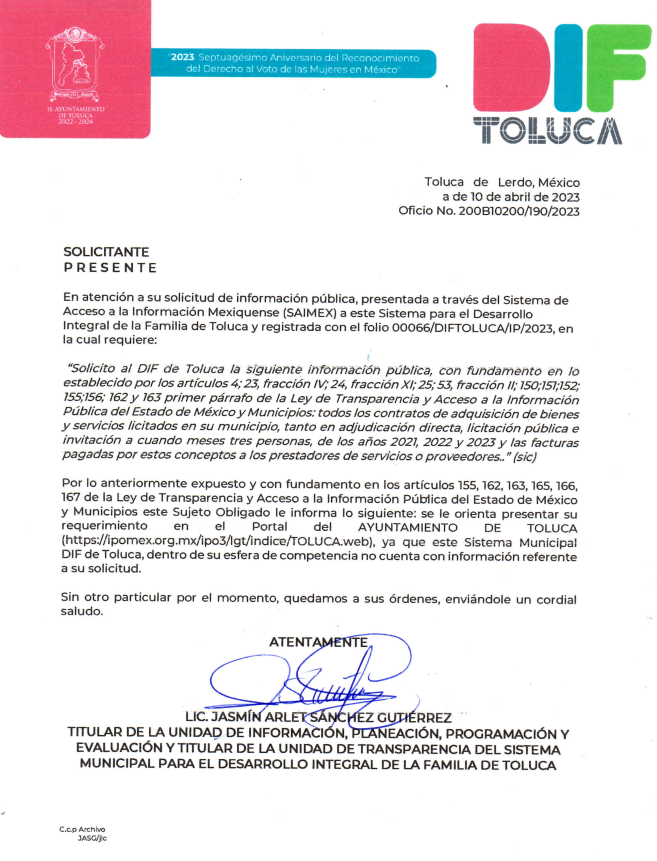 "2023 Septuagésimo Aniversario del Reconocimiento
del Derecho al Voto de las Mujeres en México"
H. AYUNTAMIENTO
DE TOLUCA
2022 - 2024
DIF
TOLUCA
Toluca de Lerdo, México
a de 10 de abril de 2023
Oficio No. 200B10200/190/2023
SOLICITANTE
P R E S E N T E
En atención a su solicitud de información pública, presentada a través del Sistema de
Acceso a la Información Mexiquense (SAIMEX) a este Sistema para el Desarrollo
Integral de la Familia de Toluca y registrada con el folio 00066/DIFTOLUCA/IP/2023, en
la cual requiere:
"Solicito al DIF de Toluca la siguiente información pública, con fundamento en lo
establecido por los artículos 4; 23, fracción IV; 24, fracción XI; 25; 53, fracción II; 150;151;152;
155;156; 162 y 163 primer párrafo de la Ley de Transparencia y Acceso a la Información
Pública del Estado de México y Municipios: todos los contratos de adquisición de bienes
y servicios licitados en su municipio, tanto en adjudicación directa, licitación pública e
invitación a cuando meses tres personas, de los años 2021, 2022 y 2023 y las facturas
pagadas por estos conceptos a los prestadores de servicios o proveedores.." (sic)
Por lo anteriormente expuesto y con fundamento en los artículos 155, 162, 163, 165, 166,
167 de la Ley de Transparencia y Acceso a la Información Pública del Estado de México
y Municipios este Sujeto Obligado le informa lo siguiente: se le orienta presentar su
requerimiento en el Portal del AYUNTAMIENTO DE TOLUCA
(https://ipomex.org.mx/ipo3/lgt/indice/TOLUCA.web), ya que este Sistema Municipal
DIF de Toluca, dentro de su esfera de competencia no cuenta con información referente
a su solicitud.
Sin otro particular por el momento, quedamos a sus órdenes, enviándole un cordial
saludo.
ATENTAMENTE
LIC. JASMÍN ARLET SÁNCHEZ GUTIÉRREZ
TITULAR DE LA UNIDAD DE INFORMACIÓN, PLANEACIÓN, PROGRAMACIÓN Y
EVALUACIÓN Y TITULAR DE LA UNIDAD DE TRANSPARENCIA DEL SISTEMA
MUNICIPAL PARA EL DESARROLLO INTEGRAL DE LA FAMILIA DE TOLUCA
C.c.p Archivo
JASG/jlc